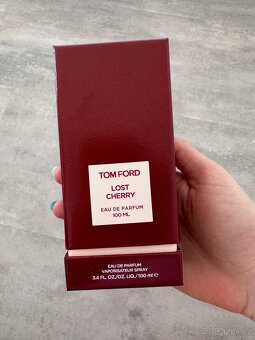 TOM FORD
LOST
CHERRY
EAU DE PARFUM
100 ML
EAU DE PARFUM
VAPORISATEUR SPRAY
3.4 FL.OZ./OZ. LIQ./100 ml ℮